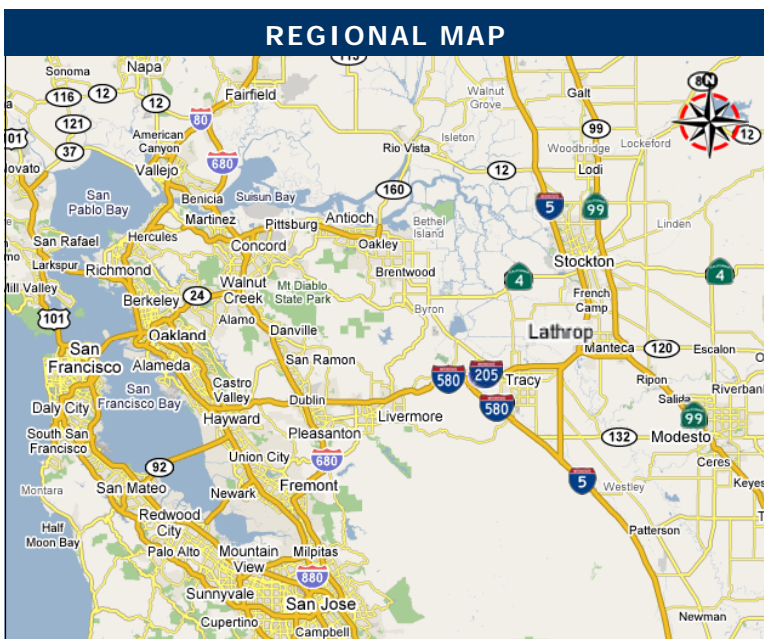 REGIONAL MAP
Napa
Sonoma
Fairfield
Walnut
Grove
Galt
116
12
12
80
121
American
Canyon
99
101
37
680
Rio Vista
Isleton
Woodbridge
Lockeford
12
Vallejo
12
Lodi
San
Pablo Bay
Benicia
Suisun Bay
160
5
99
Martinez
Pittsburg
Antioch
Bethel
Island
Linden
San Rafael
Hercules
Concord
Oakley
Larkspur
Richmond
Brentwood
Stockton
Mill Valley
Walnut
Creek
Mt Diablo
State Park
4
4
Berkeley
24
French
Camp
101
Alamo
Byron
Danville
Lathrop
Oakland
San
Francisco
Alameda
San Ramon
Manteca
120
Escalon
San
Francisco Bay
Castro
Valley
580
205
Tracy
Ripon
Daly City
Dublin
580
Salida
Riverbank
Hayward
Livermore
99
South San
Francisco
Pleasanton
132
Modesto
Union City
680
Ceres
92
5
Westley
Keyes
Montara
San Mateo
Newark
Fremont
Redwood
City
Half
Moon Bay
Patterson
Palo Alto
Mountain
View
Milpitas
880
Sunnyvale
San Jose
Newman
Cupertino
Campbell
N